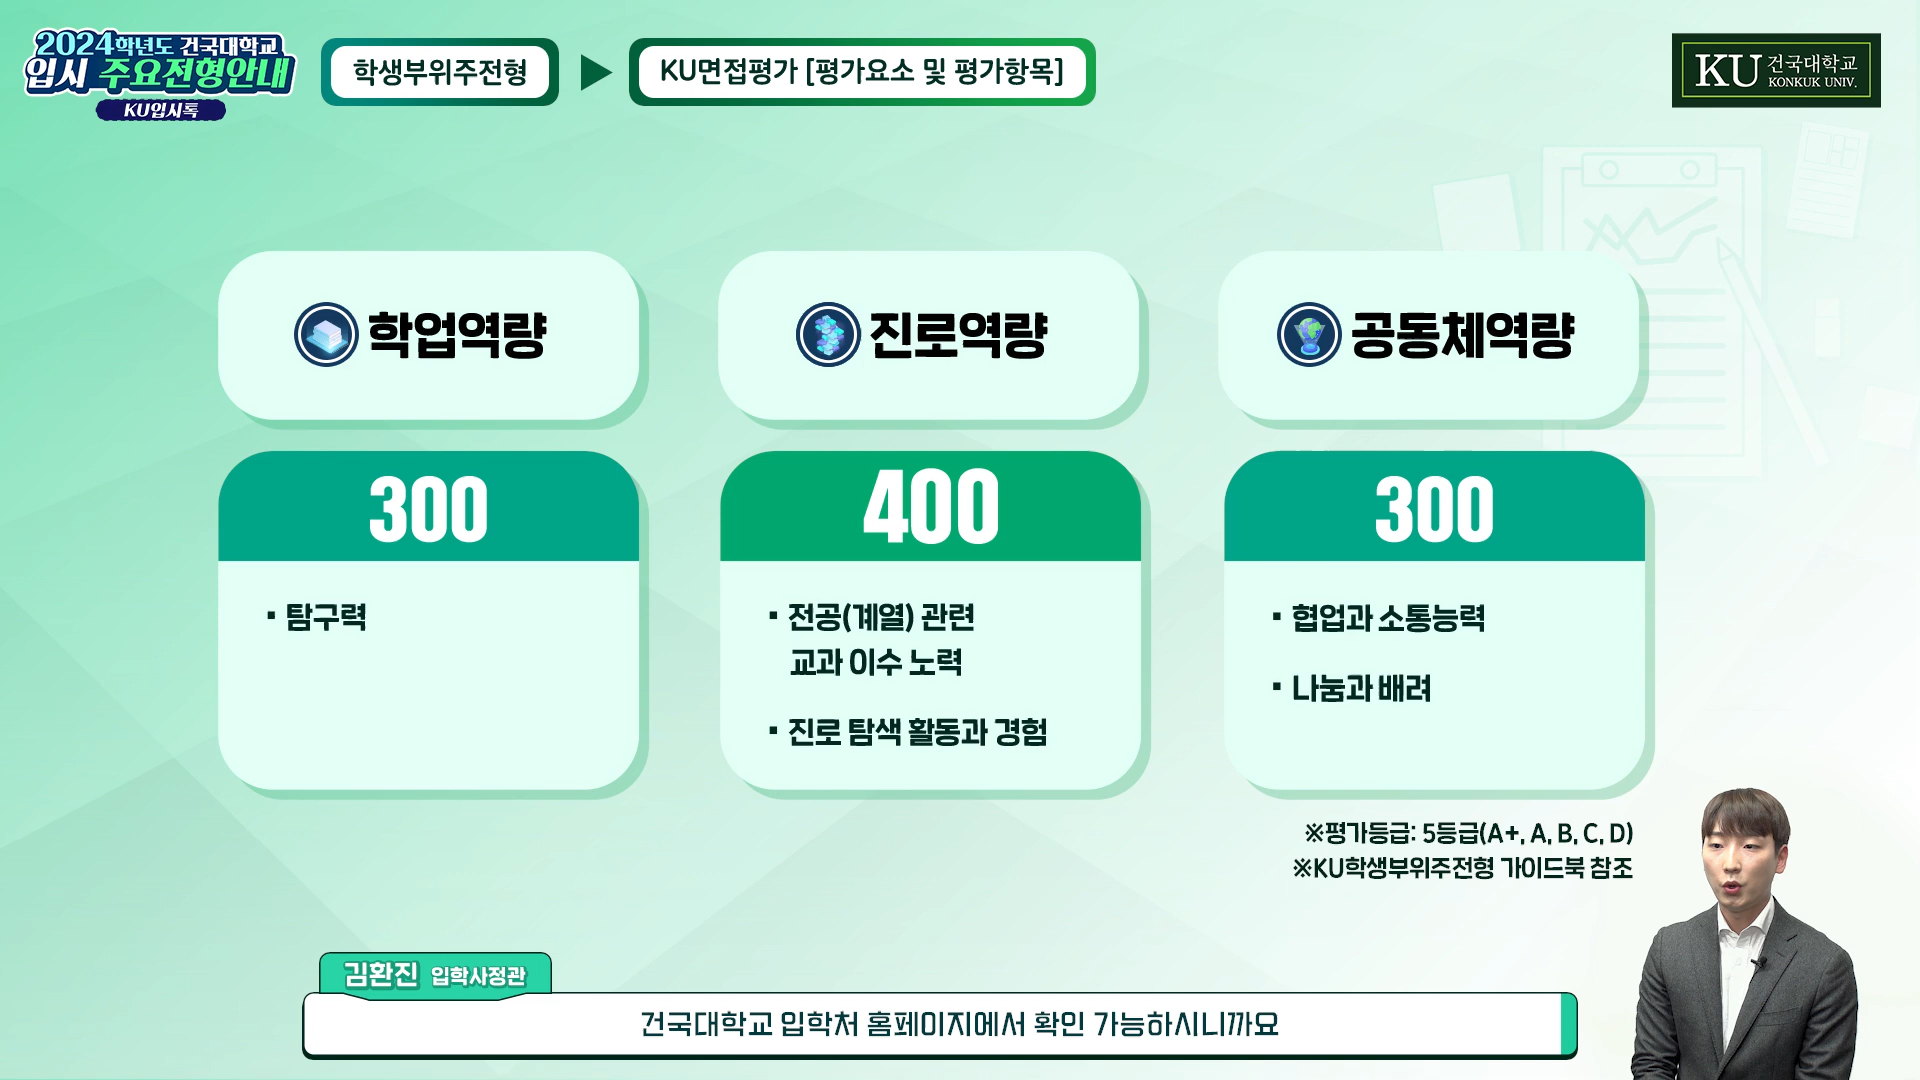 2024학년도 건국대학교
입시 주요전형안내
KU입시톡
학생부위주전형
KU면접평가 [평가요소 및 평가항목]
KU 건국대학교
KONKUK UNIV.
학업역량
진로역량
공동체역량
300
400
300
▪ 탐구력
▪ 전공(계열) 관련
교과 이수 노력
▪ 진로 탐색 활동과 경험
▪ 협업과 소통능력
▪ 나눔과 배려
※평가등급: 5등급(A+, A, B, C, D)
※KU학생부위주전형 가이드북 참조
김환진 입학사정관
건국대학교 입학처 홈페이지에서 확인 가능하시니까요